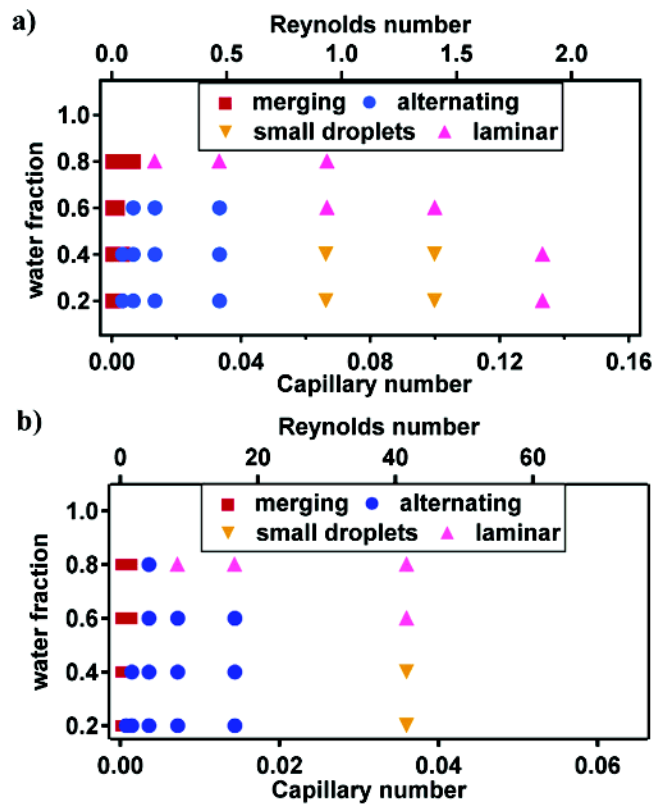 a)
Reynolds number
0.0 0.5 1.0 1.5 2.0
merging alternating
small droplets laminar
water fraction
1.0
0.8
0.6
0.4
0.2
0.00 0.04 0.08 0.12 0.16
Capillary number
b)
Reynolds number
0 20 40 60
merging alternating
small droplets laminar
water fraction
1.0
0.8
0.6
0.4
0.2
0.00 0.02 0.04 0.06
Capillary number